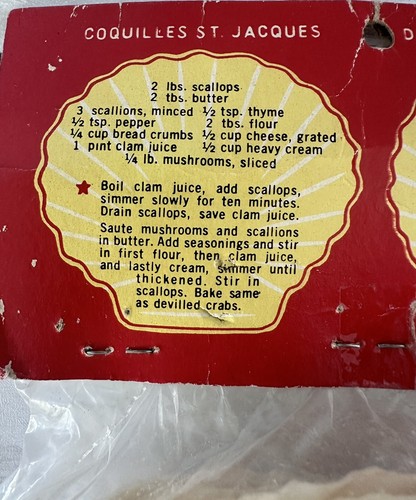 COQUILLES ST. JACQUES
D
2 lbs. scallops
2 tbs. butter
3 scallions, minced ½ tsp. thyme
½ tsp. pepper 2 tbs. flour
¼ cup bread crumbs ½ cup cheese, grated
1 pint clam juice ½ cup heavy cream
¼ lb. mushrooms, sliced
★ Boil clam juice, add scallops,
simmer slowly for ten minutes.
Drain scallops, save clam juice.
Saute mushrooms and scallions
in butter. Add seasonings and stir
in first flour, then clam juice,
and lastly cream, simmer until
thickened. Stir in
scallops. Bake same
as devilled crabs.